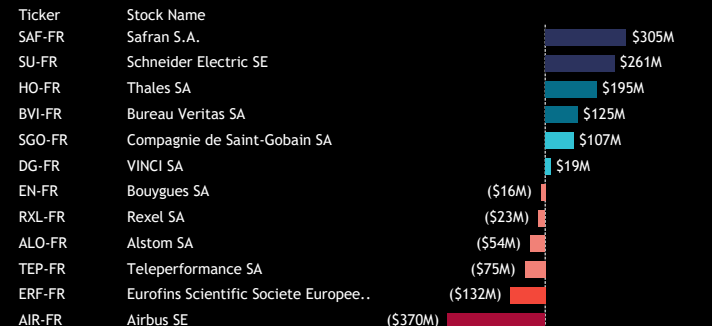 Ticker Stock Name
SAF-FR Safran S.A. $305M
SU-FR Schneider Electric SE $261M
HO-FR Thales SA $195M
BVI-FR Bureau Veritas SA $125M
SGO-FR Compagnie de Saint-Gobain SA $107M
DG-FR VINCI SA $19M
EN-FR Bouygues SA ($16M)
RXL-FR Rexel SA ($23M)
ALO-FR Alstom SA ($54M)
TEP-FR Teleperformance SA ($75M)
ERF-FR Eurofins Scientific Societe Europee.. ($132M)
AIR-FR Airbus SE ($370M)